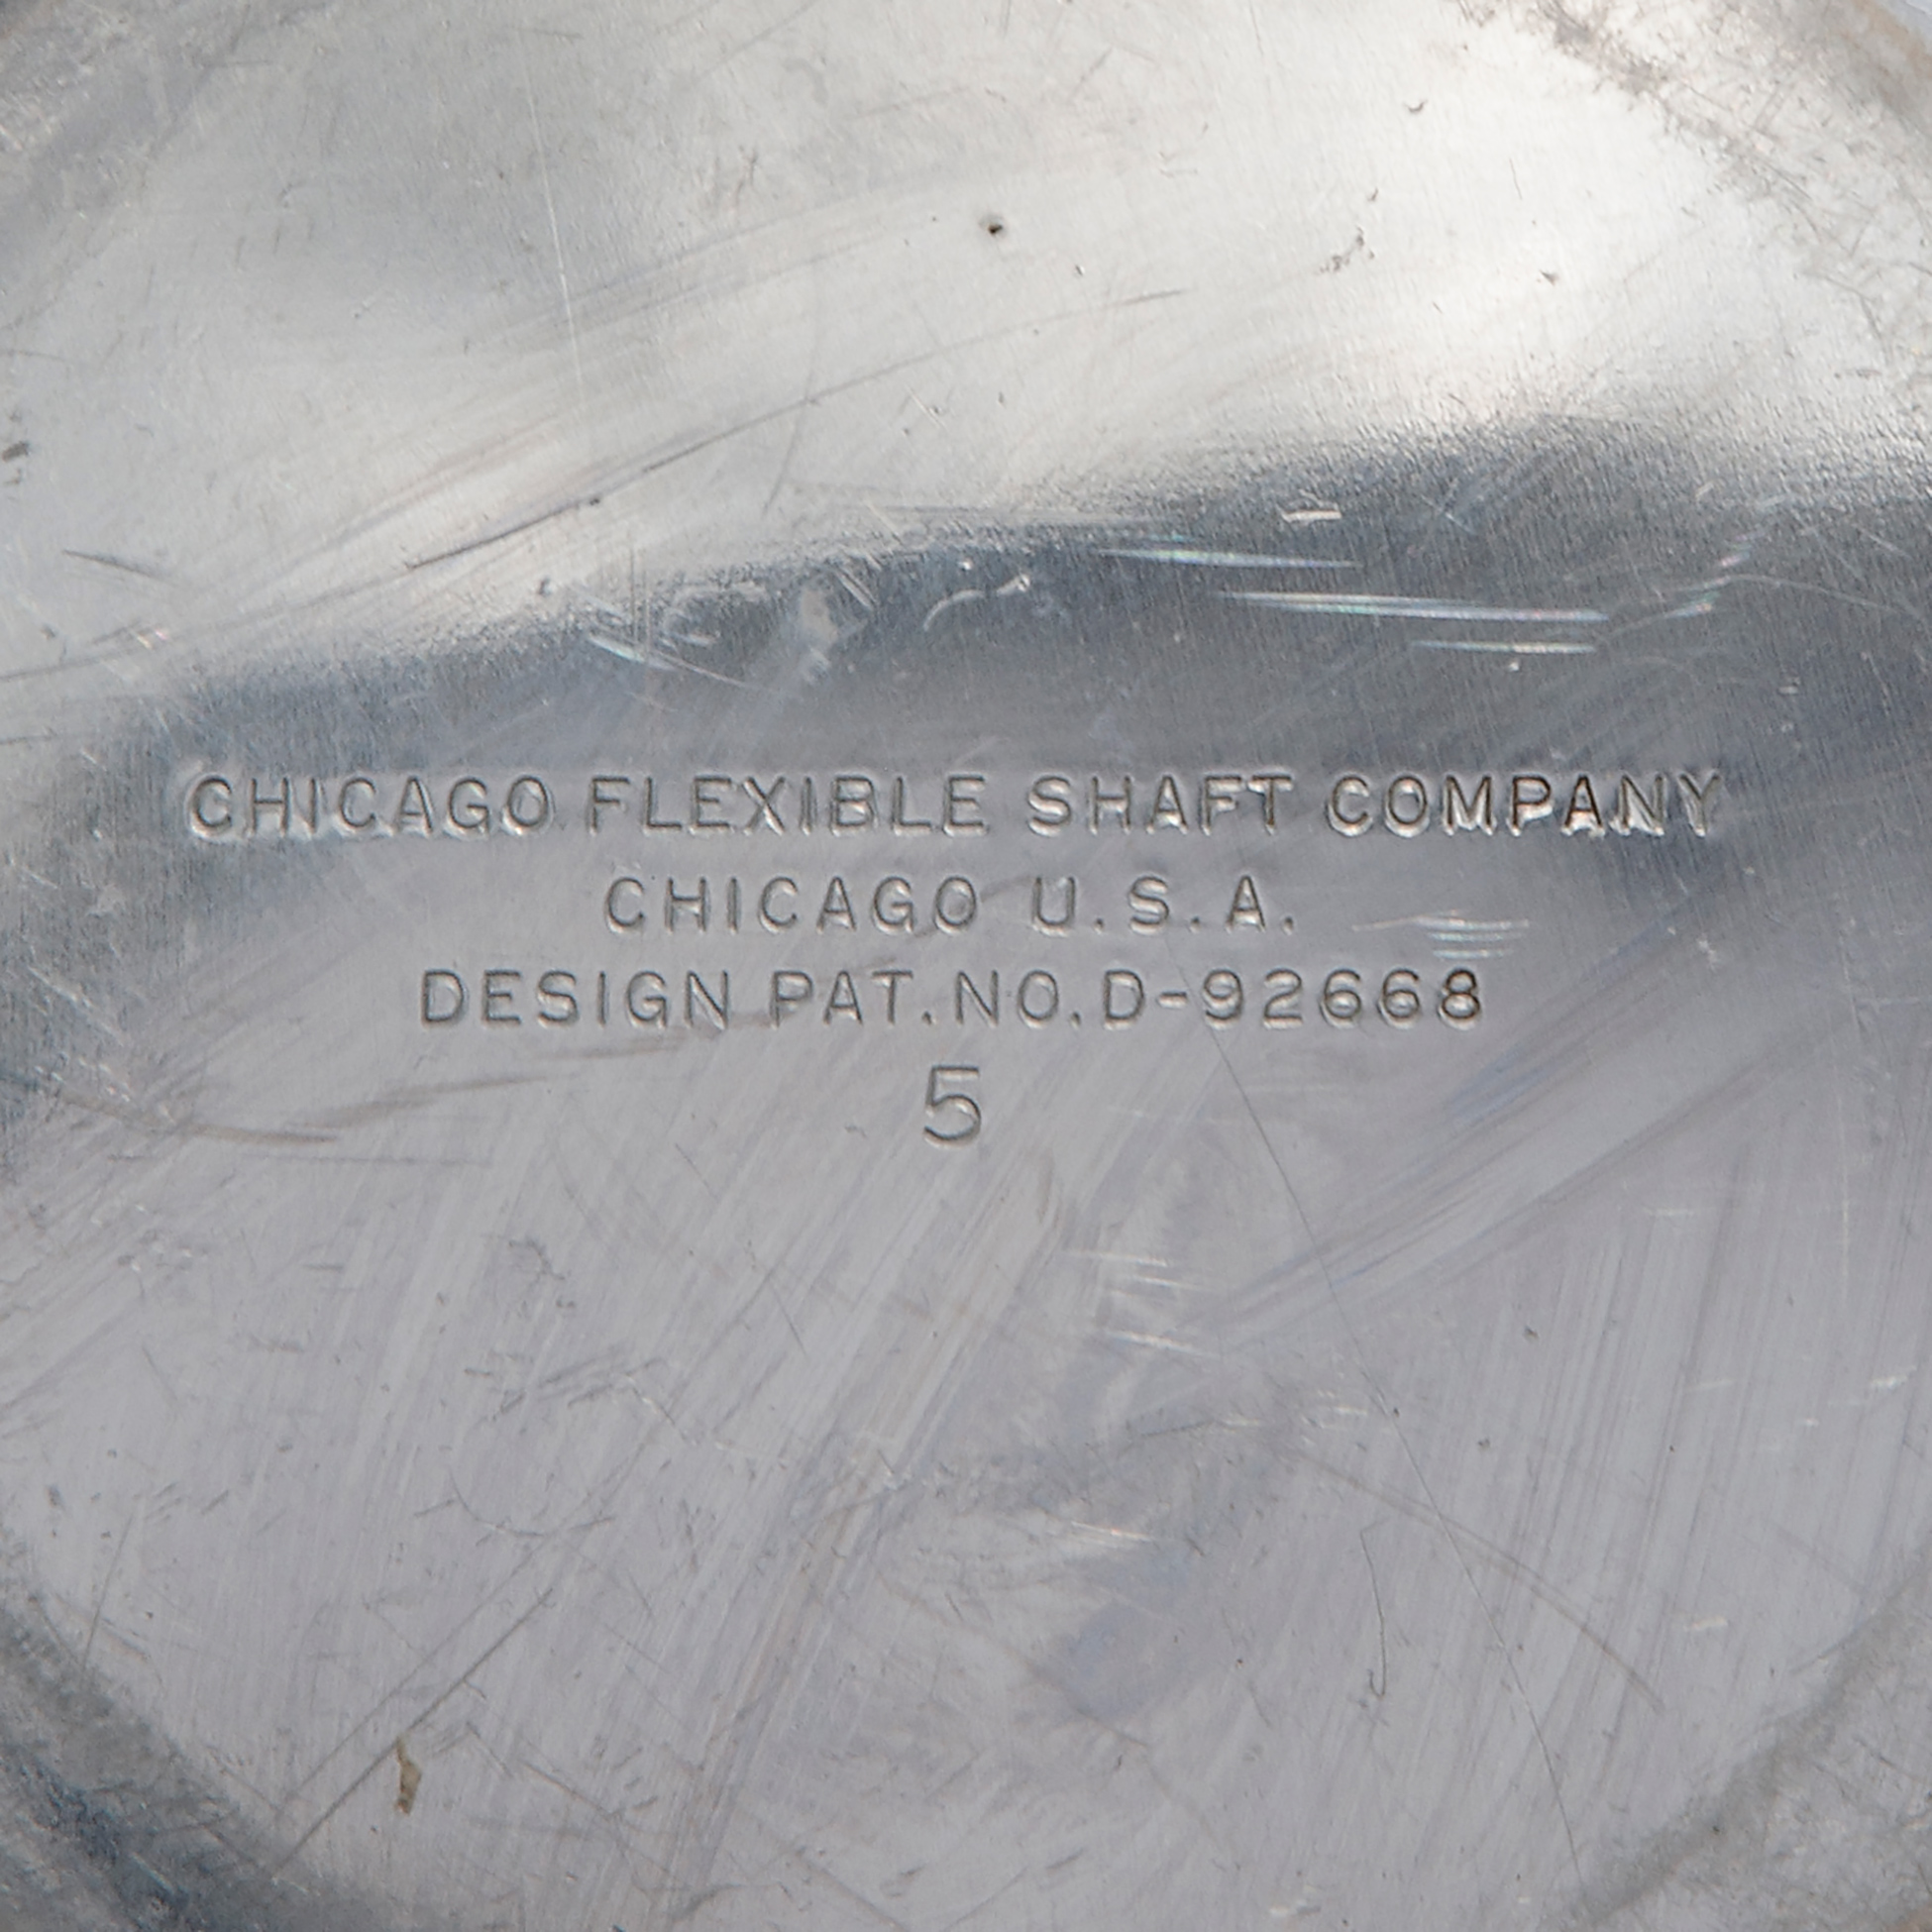 CHICAGO FLEXIBLE SHAFT COMPANY
CHICAGO U.S.A.
DESIGN PAT.NO.D-92668
5